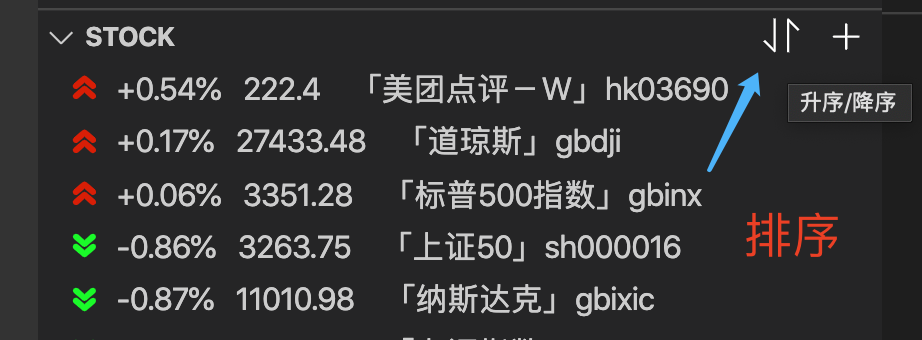 STOCK
+0.54% 222.4 「美团点评－W」hk03690
升序/降序
+0.17% 27433.48 「道琼斯」gbdji
+0.06% 3351.28 「标普500指数」gbinx
排序
-0.86% 3263.75 「上证50」sh000016
-0.87% 11010.98 「纳斯达克」gbixic